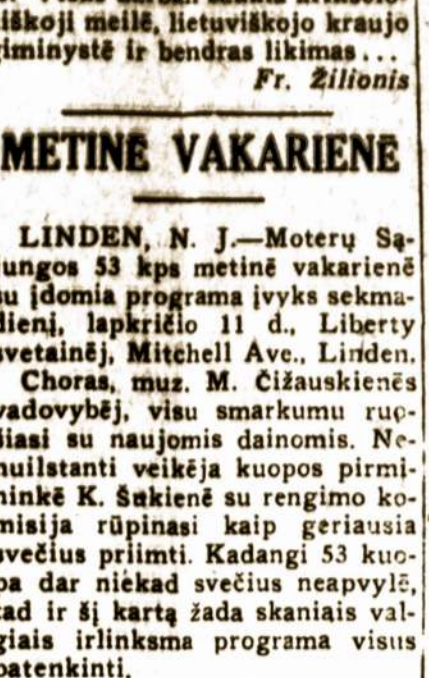 iškoji meilė, lietuviškojo kraujo
giminystė ir bendras likimas...
Fr. Žilionis
METINĖ VAKARIENĖ
LINDEN, N. J.—Moterų Są-
jungos 53 kps metinė vakarienė
su įdomia programa įvyks sekma-
dienį, lapkričio 11 d., Liberty
svetainėj, Mitchell Ave., Linden.
Choras, muz. M. Čižauskienės
vadovybėj, visu smarkumu ruo-
šiasi su naujomis dainomis. Ne-
nuilstanti veikėja kuopos pirmi-
ninkė K. Šakienė su rengimo ko-
misija rūpinasi kaip geriausia
svečius priimti. Kadangi 53 kuo-
pa dar niekad svečius neapvylė,
tad ir šį kartą žada skaniais val-
giais irlinksma programa visus
patenkinti.